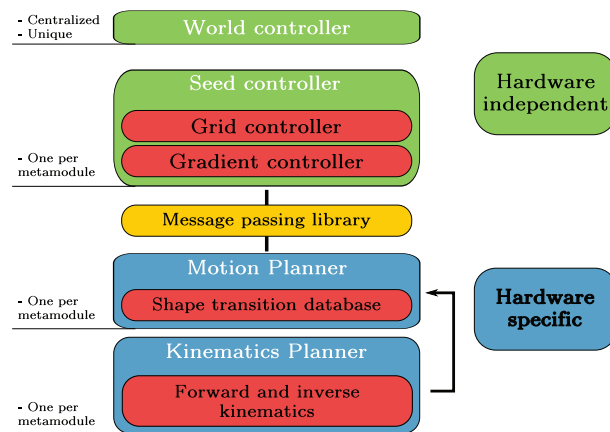 - Centralized
- Unique
World controller
Seed controller
Grid controller
Gradient controller
- One per
metamodule
Hardware
independent
Message passing library
Motion Planner
Shape transition database
- One per
metamodule
Hardware
specific
Kinematics Planner
Forward and inverse
kinematics
- One per
metamodule